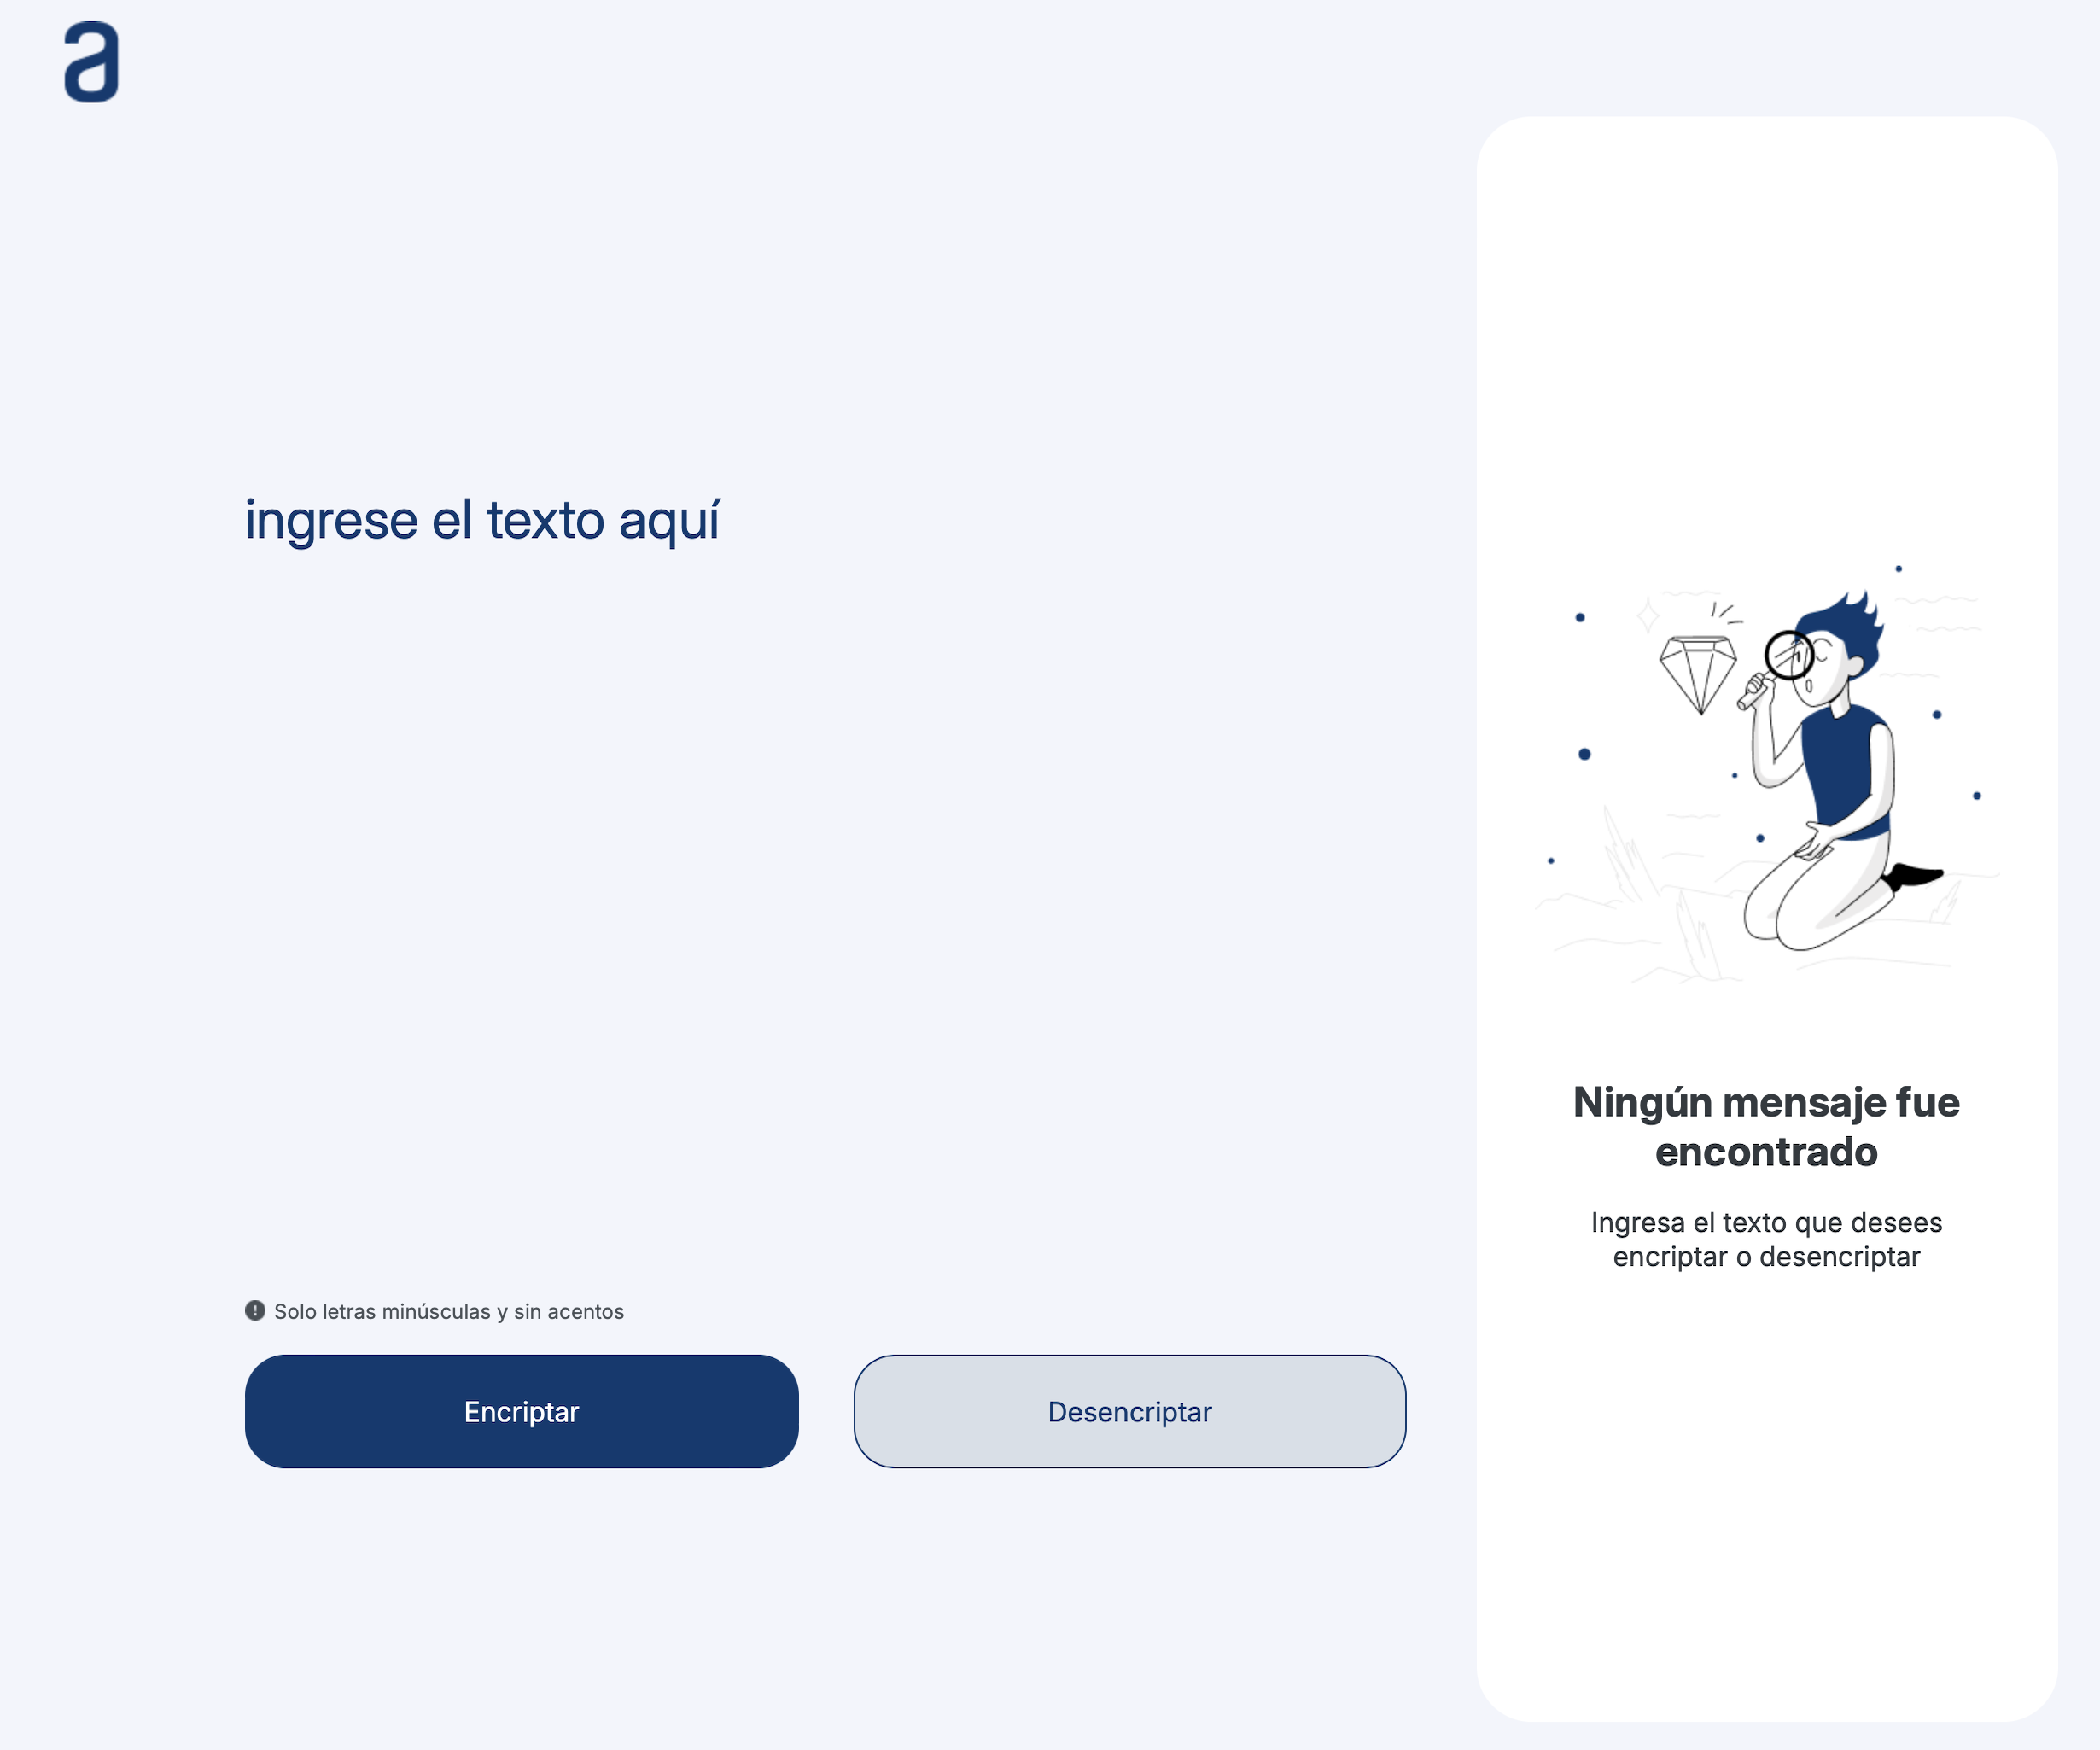 a
ingrese el texto aquí
Solo letras minúsculas y sin acentos
Encriptar
Desencriptar
Ningún mensaje fue
encontrado
Ingresa el texto que desees
encriptar o desencriptar